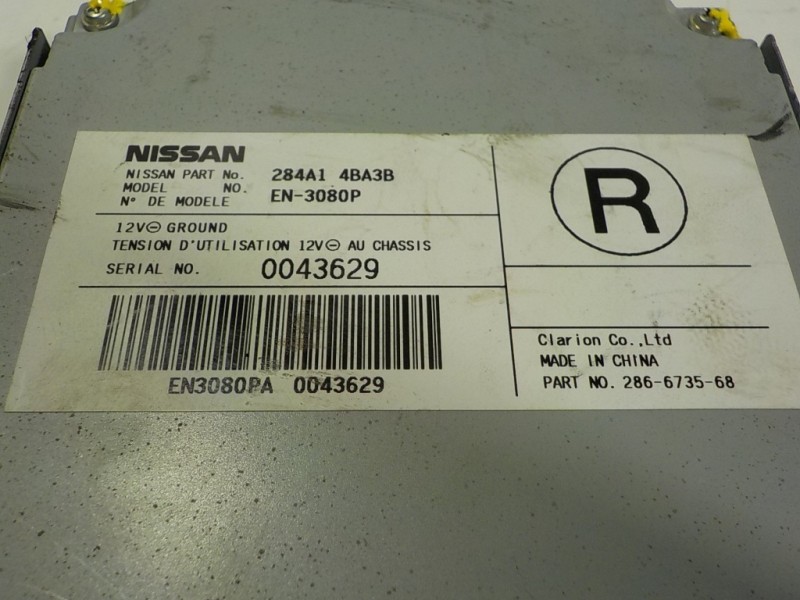 NISSAN
NISSAN PART No. 284A1 4BA3B
MODEL NO. EN-3080P
N° DE MODELE
12V⊖ GROUND
TENSION D'UTILISATION 12V⊖ AU CHASSIS
SERIAL NO. 0043629
EN3080PA 0043629
R
Clarion Co.,Ltd
MADE IN CHINA
PART NO. 286-6735-68